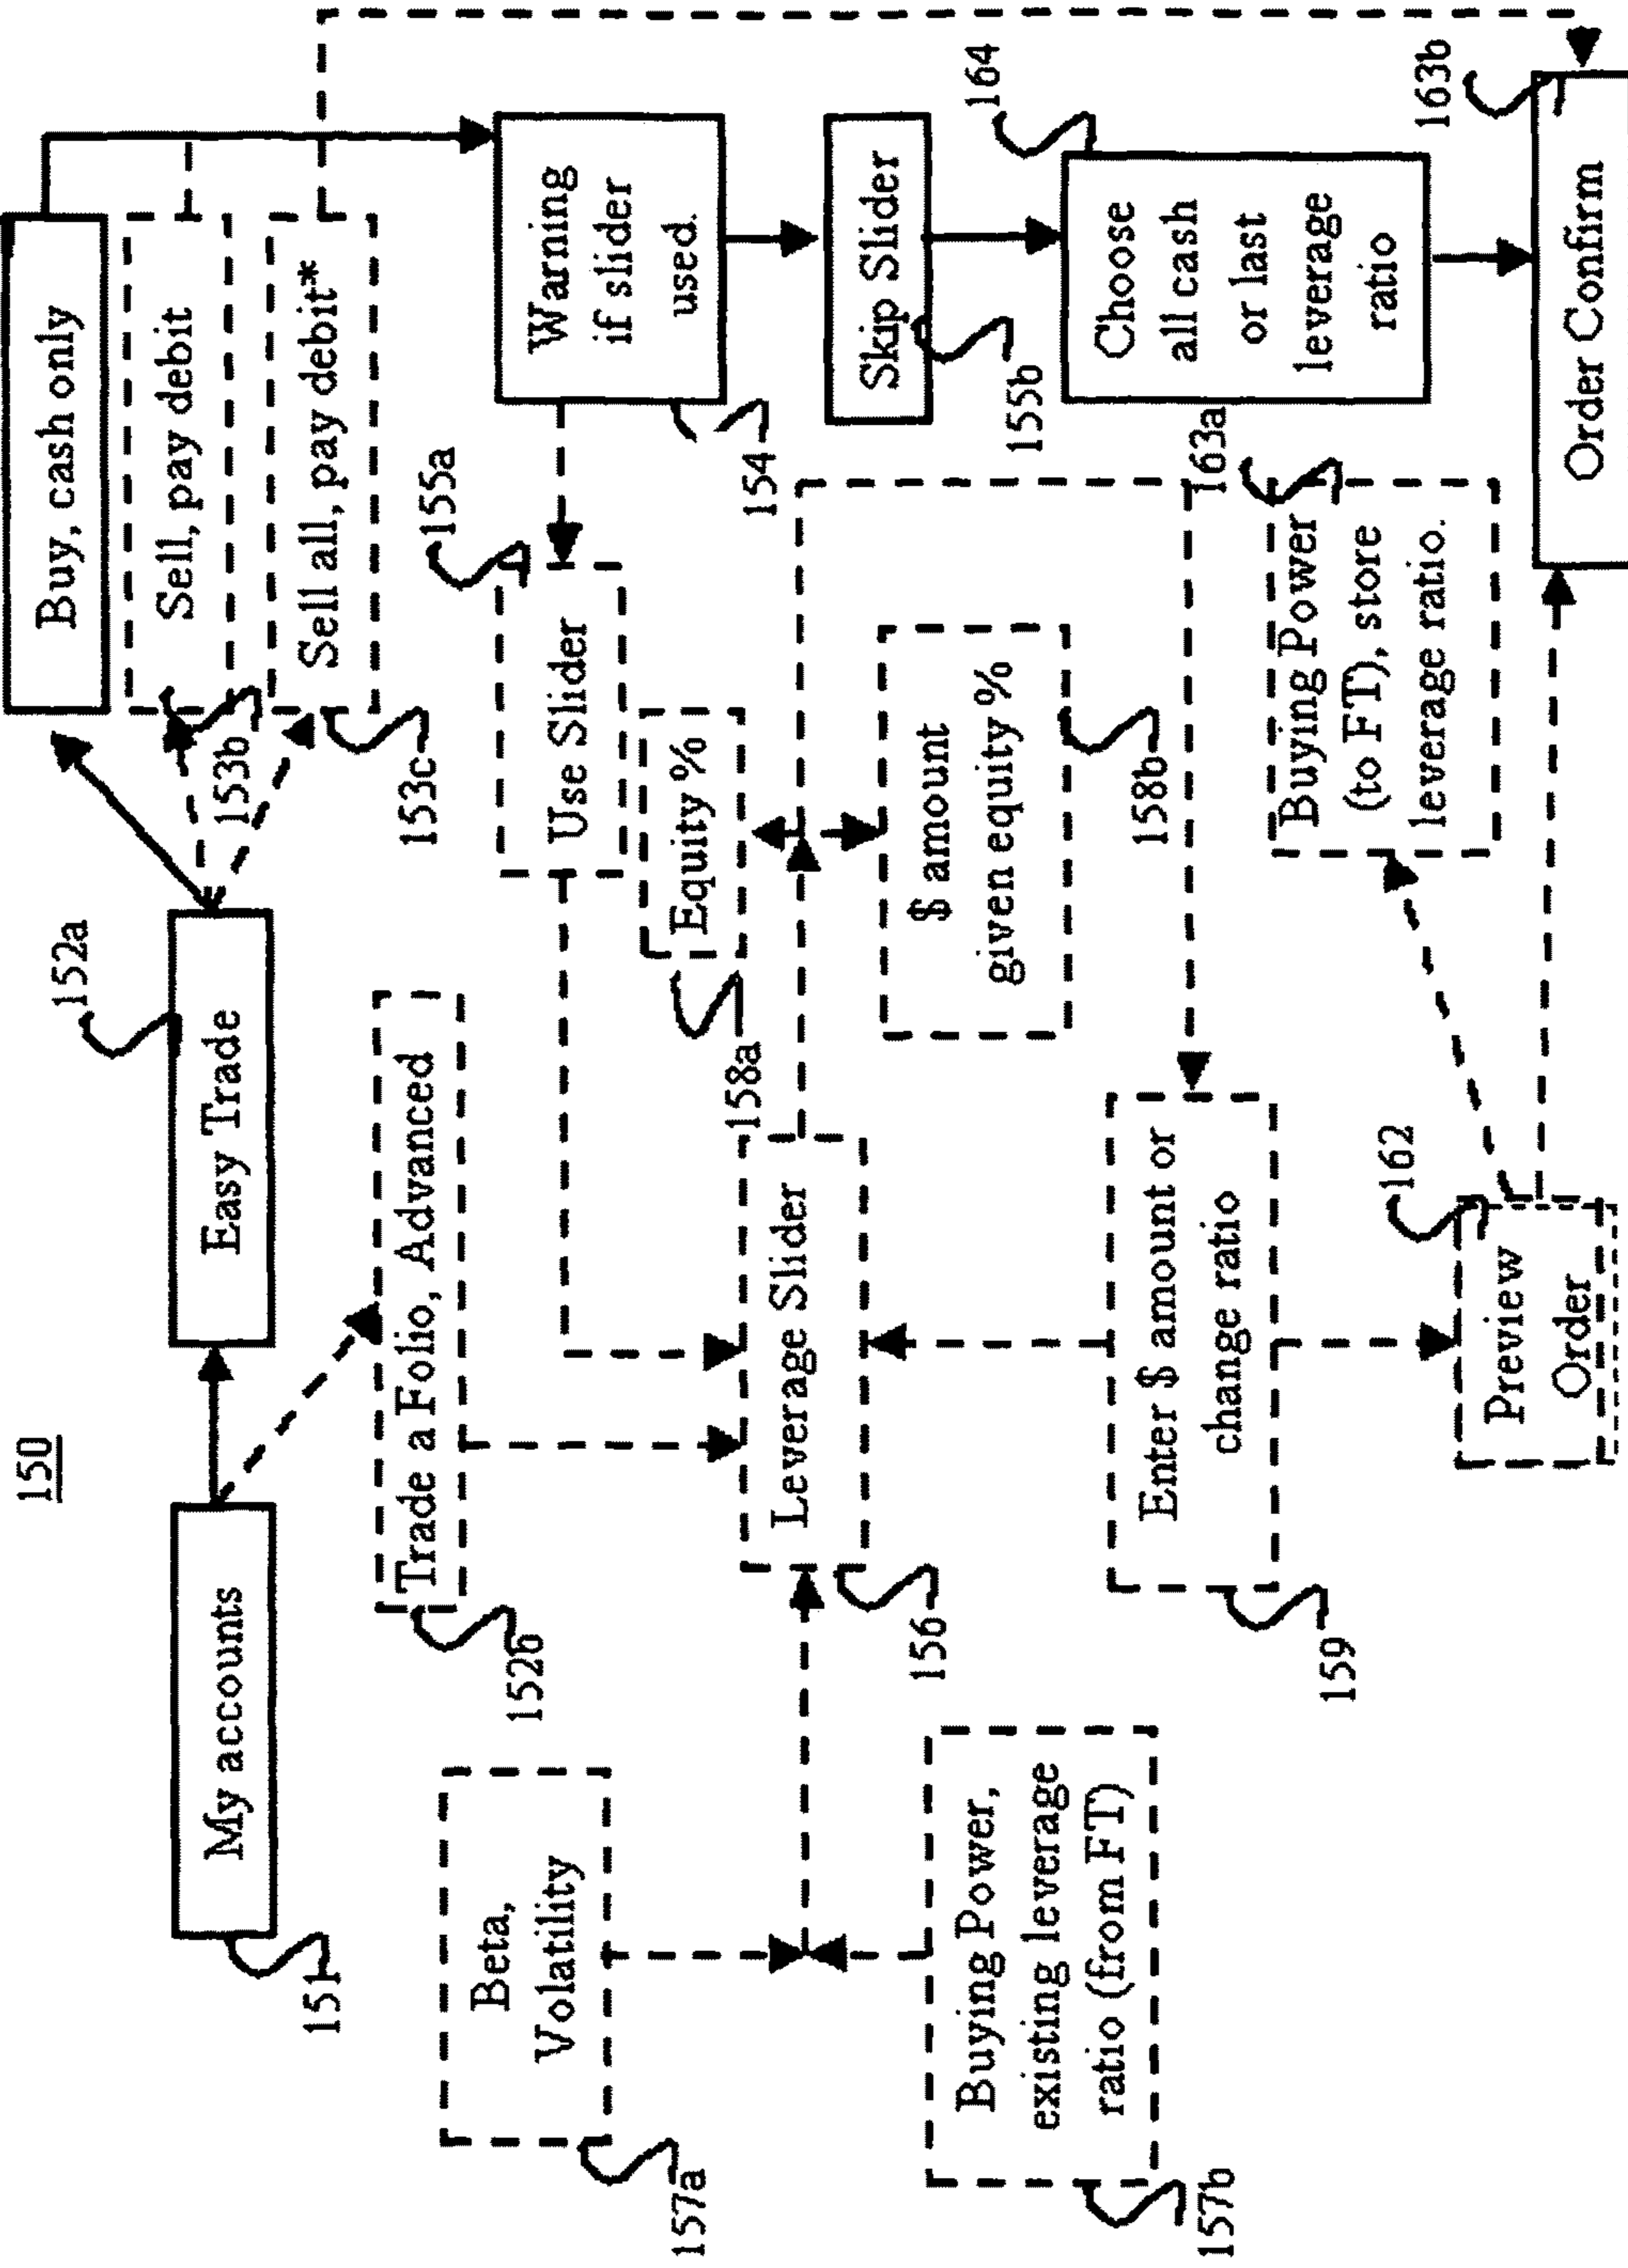 150
My accounts
151
Easy Trade
152a
Buy, cash only
Sell, pay debit
153b
Sell all, pay debit*
153c
Trade a Folio, Advanced
152b
Beta,
Volatility
157a
Use Slider
155a
Warning
if slider
used.
154
Equity %
158a
Leverage Slider
156
Skip Slider
155b
$ amount
given equity %
158b
Buying Power,
existing leverage
ratio (from FT)
157b
Enter $ amount or
change ratio
159
Choose
all cash
or last
leverage
ratio
164
163a
Buying Power
(to FT), store
leverage ratio.
Preview
Order
162
Order Confirm
163b